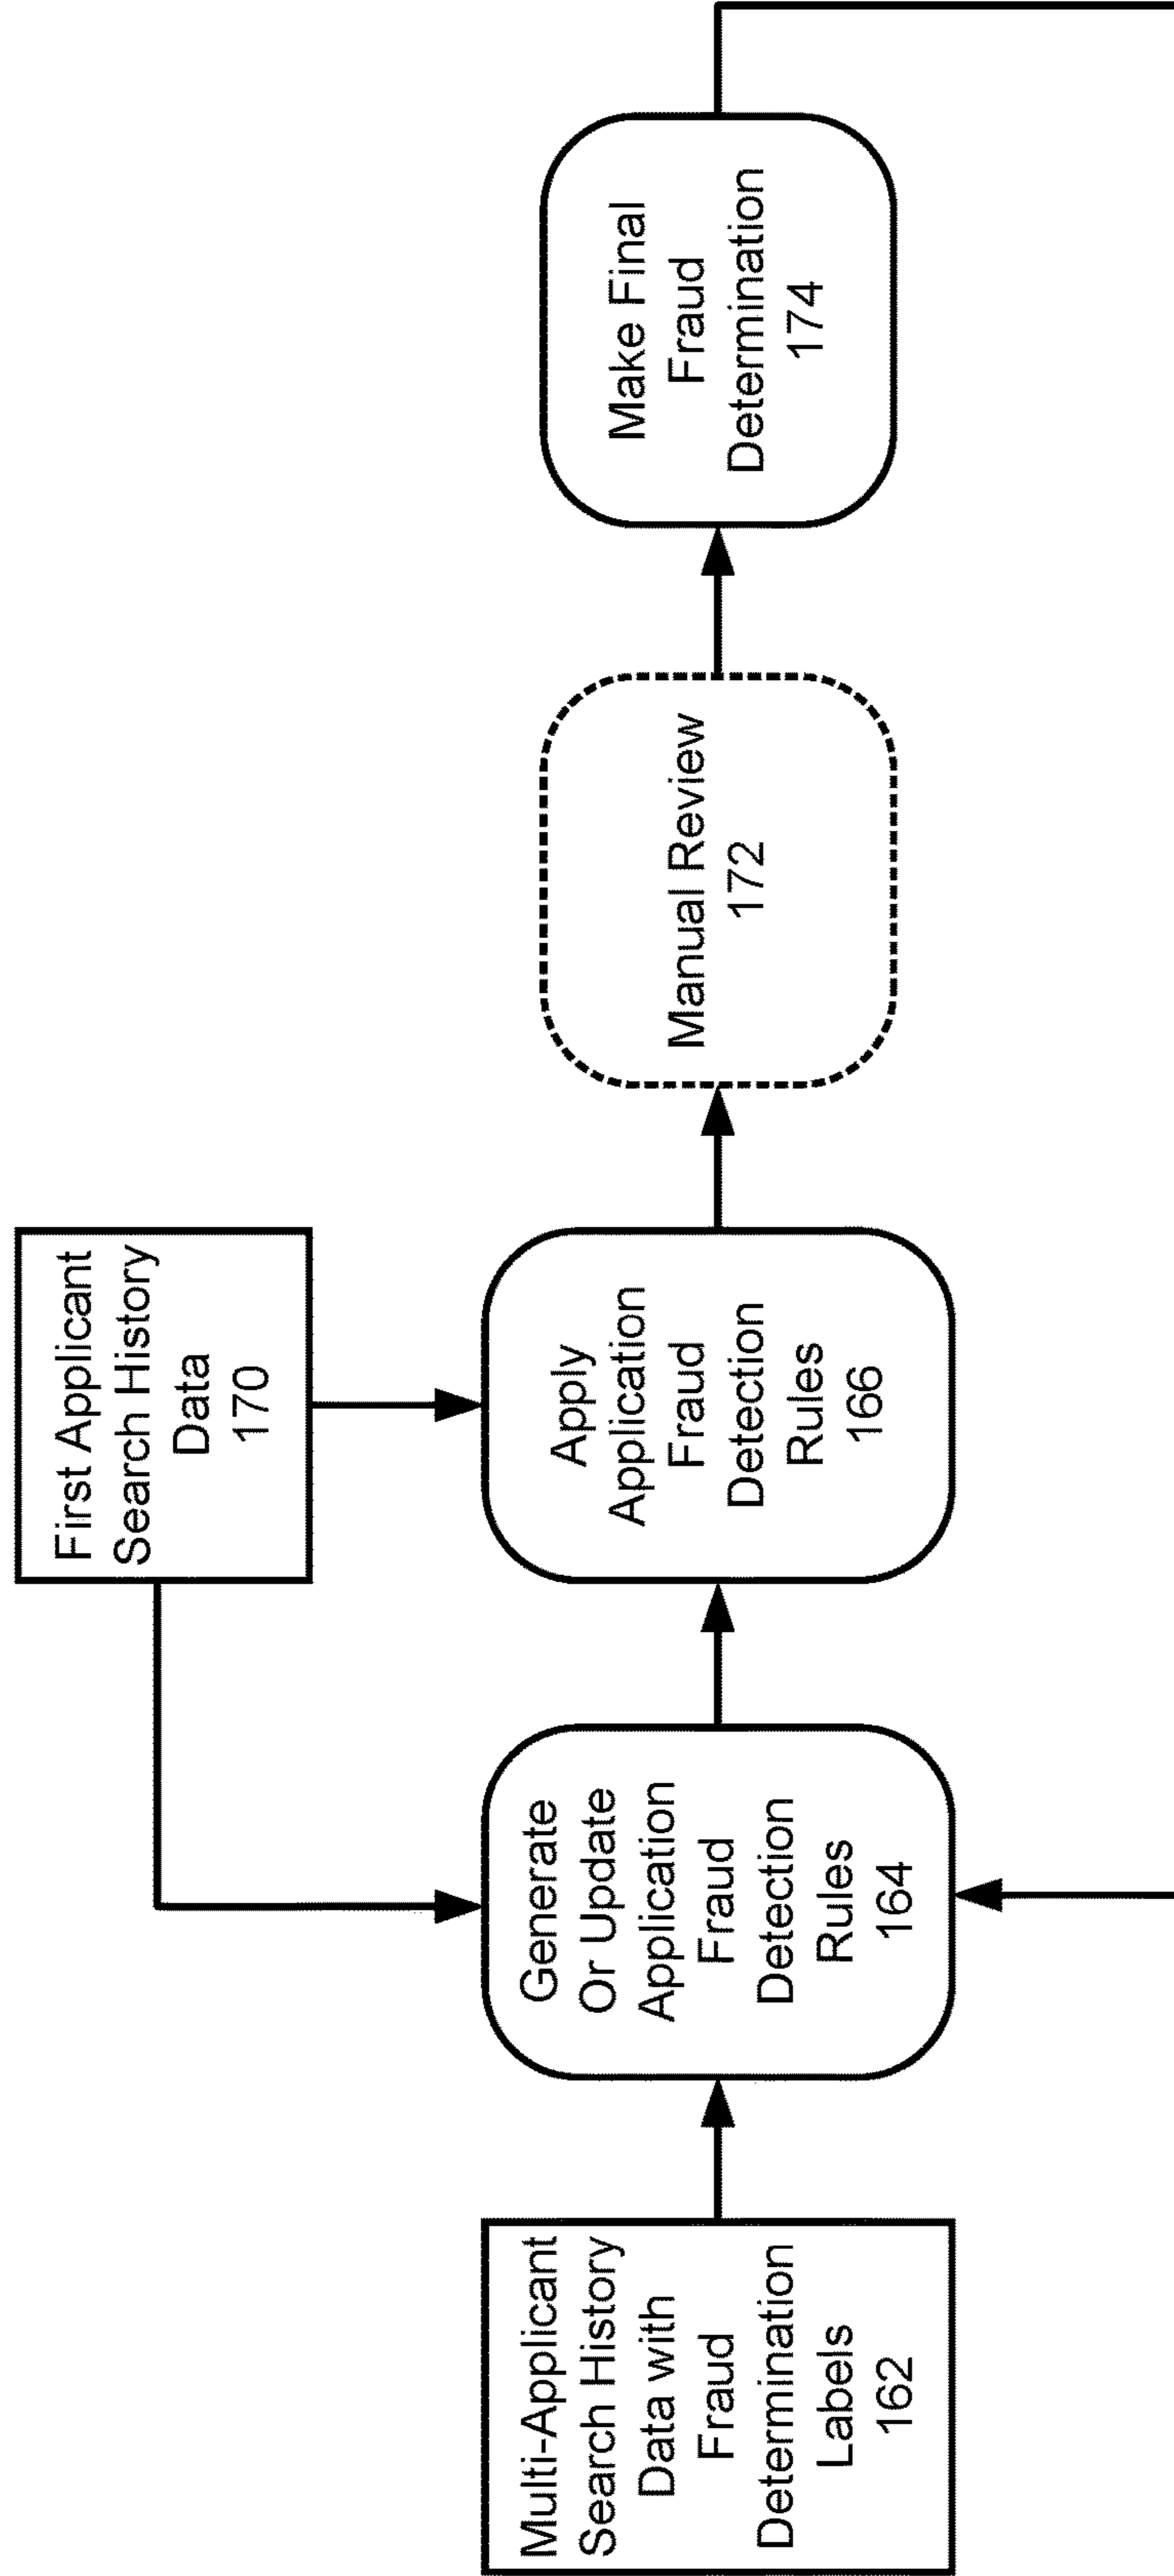 First Applicant
Search History
Data
170
Multi-Applicant
Search History
Data with
Fraud
Determination
Labels
162
Generate
Or Update
Application
Fraud
Detection
Rules
164
Apply
Application
Fraud
Detection
Rules
166
Manual Review
172
Make Final
Fraud
Determination
174